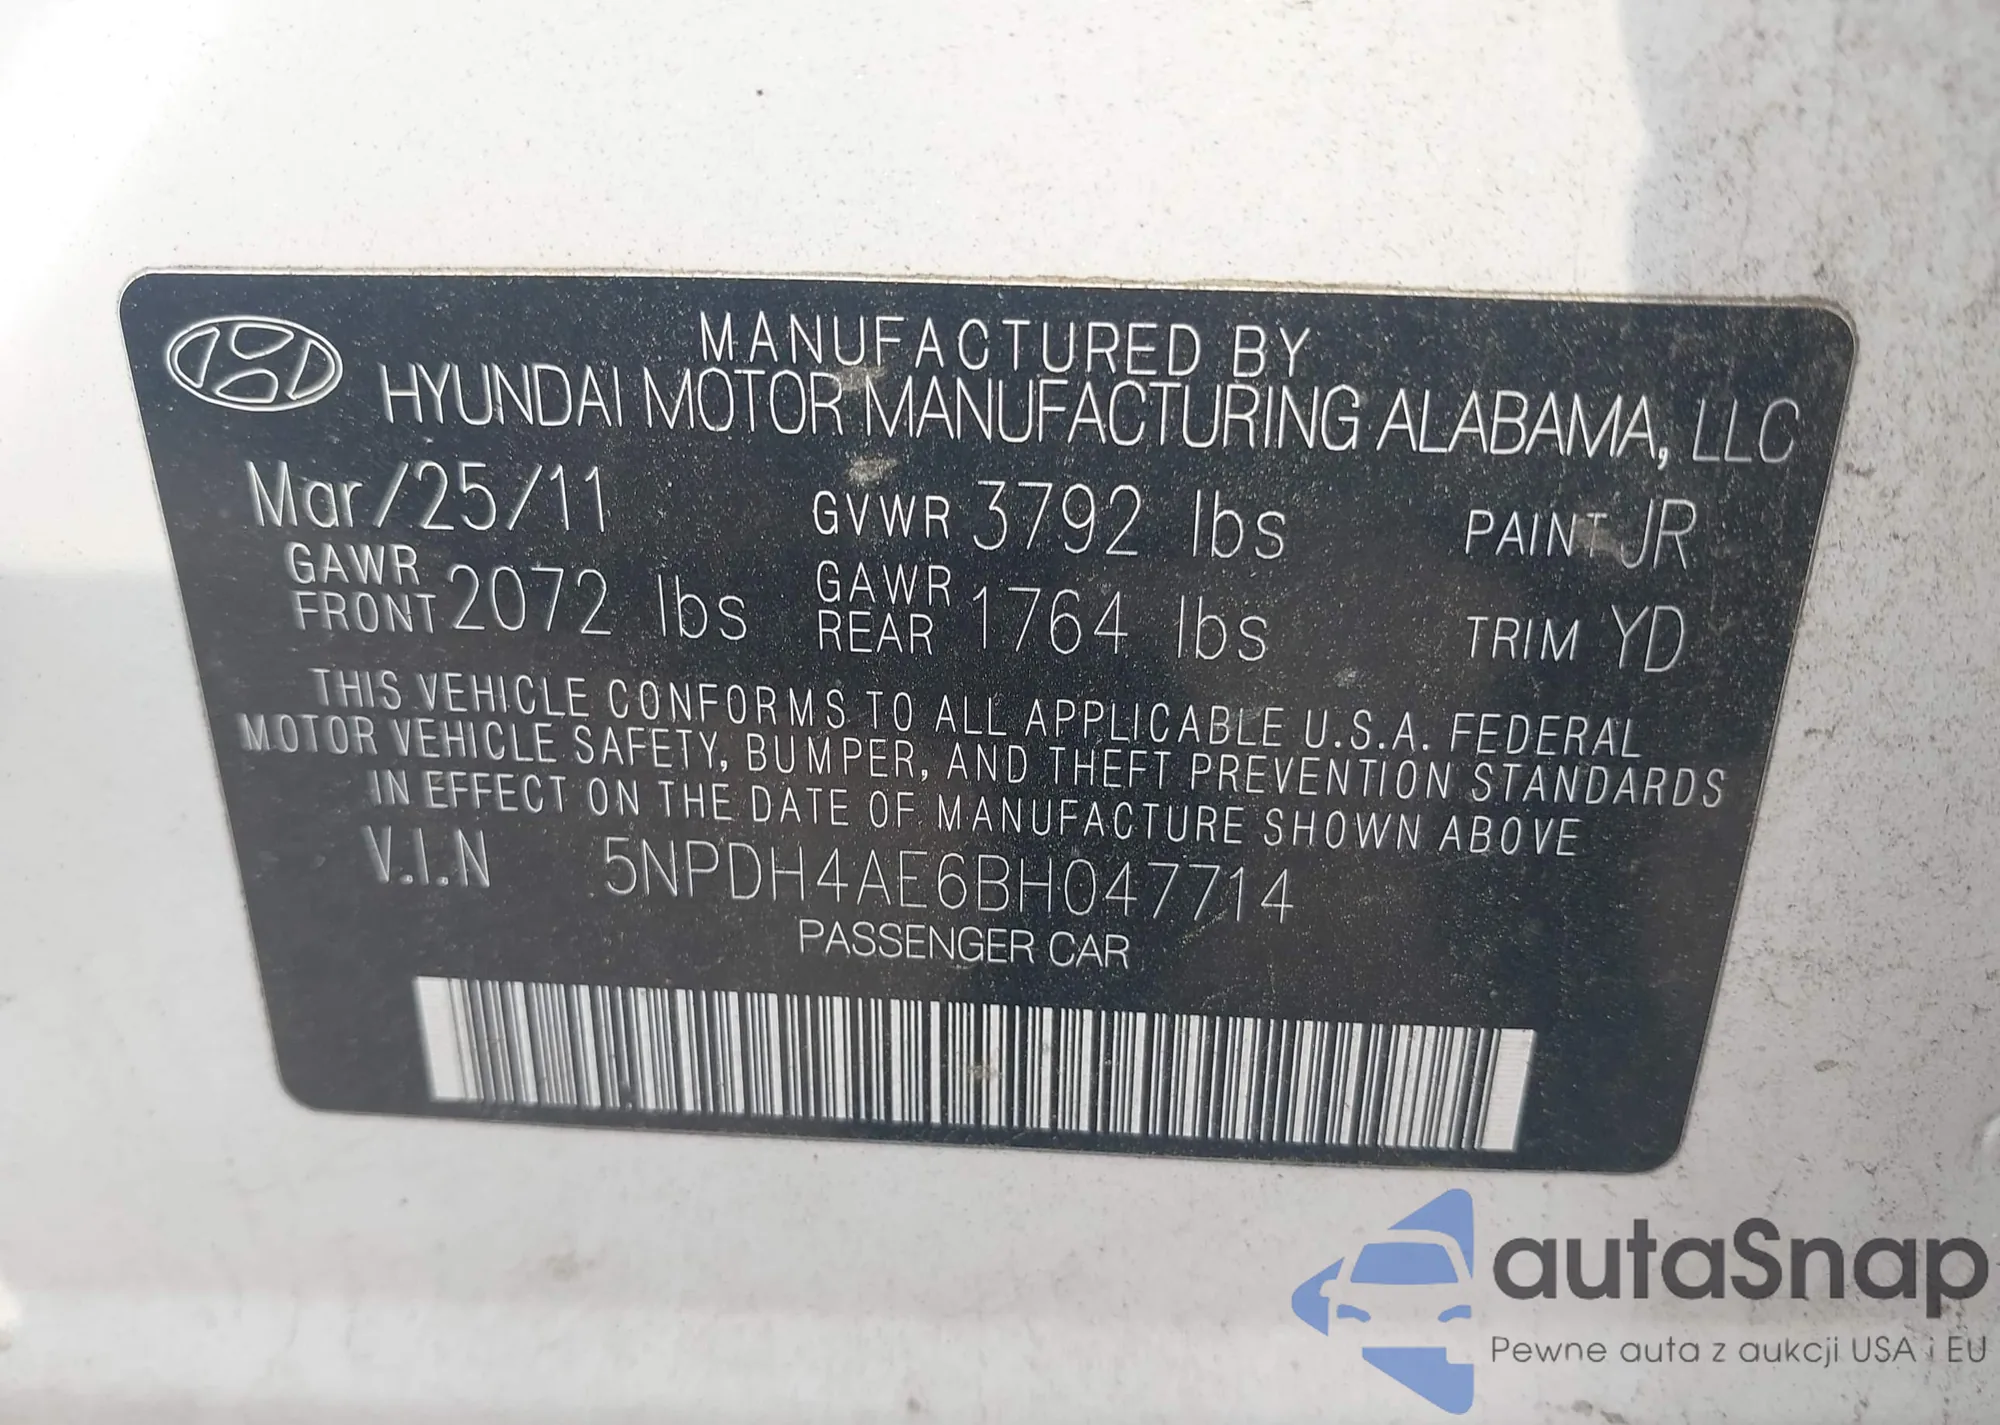 MANUFACTURED BY
HYUNDAI MOTOR MANUFACTURING ALABAMA, LLC
Mar/25/11 GVWR 3792 lbs PAINT JR
GAWR FRONT 2072 lbs GAWR REAR 1764 lbs TRIM YD
THIS VEHICLE CONFORMS TO ALL APPLICABLE U.S.A. FEDERAL
MOTOR VEHICLE SAFETY, BUMPER, AND THEFT PREVENTION STANDARDS
IN EFFECT ON THE DATE OF MANUFACTURE SHOWN ABOVE
V.I.N 5NPDH4AE6BH047714
PASSENGER CAR
autaSnap
Pewne auta z aukcji USA i EU